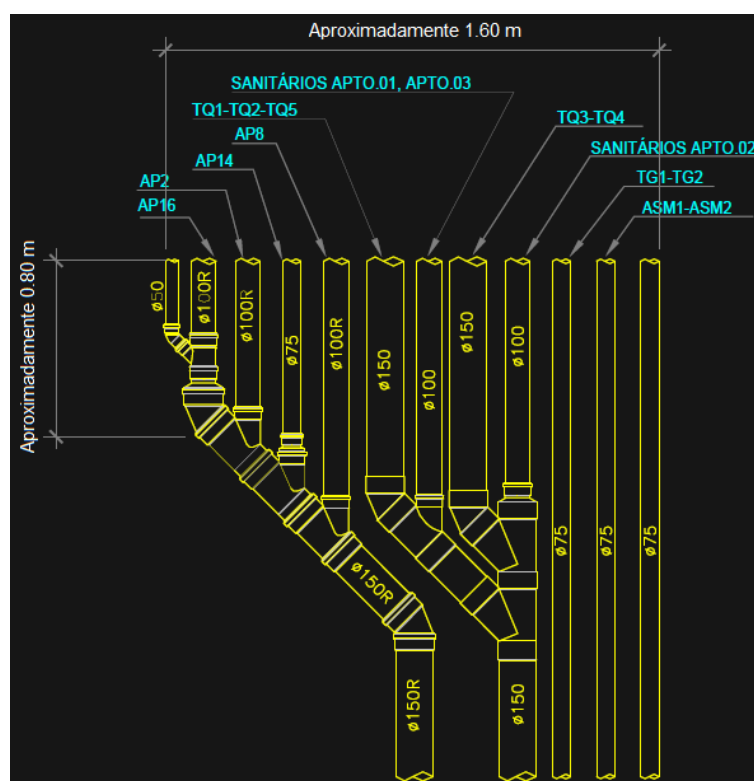 Aproximadamente 1.60 m
SANITÁRIOS APTO.01, APTO.03
TQ1-TQ2-TQ5
TQ3-TQ4
AP8
SANITÁRIOS APTO.02
AP14
TG1-TG2
AP2
ASM1-ASM2
AP16
Aproximadamente 0.80 m
ø50
ø100R
ø100R
ø75
ø100R
ø150
ø100
ø150
ø100
ø75
ø75
ø75
ø150R
ø150R
ø150